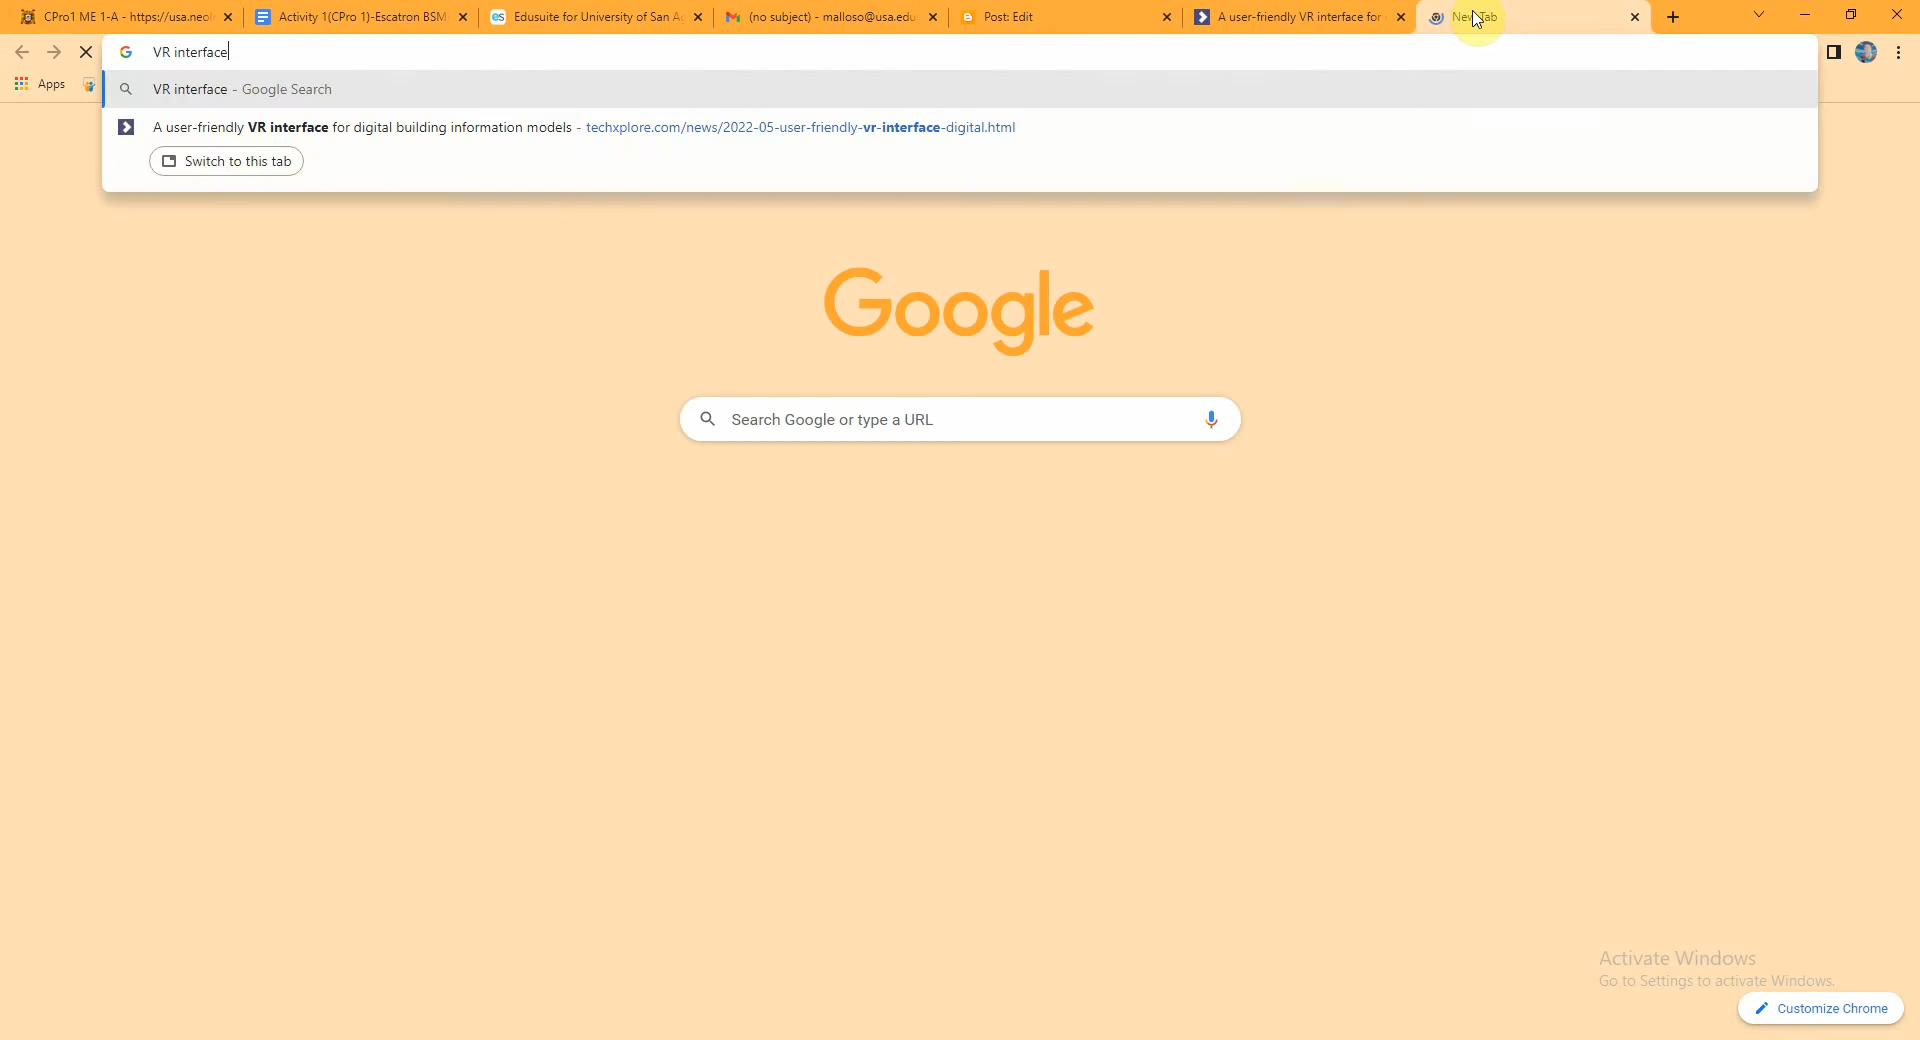 CPro1 ME 1-A - https://usa.neol
Activity 1(CPro 1)-Escatron BSM
Edusuite for University of San A
(no subject) - malloso@usa.edu
Post: Edit
A user-friendly VR interface for
New Tab
VR interface
Apps
VR interface - Google Search
A user-friendly VR interface for digital building information models - techxplore.com/news/2022-05-user-friendly-vr-interface-digital.html
Switch to this tab
Google
Search Google or type a URL
Activate Windows
Go to Settings to activate Windows.
Customize Chrome